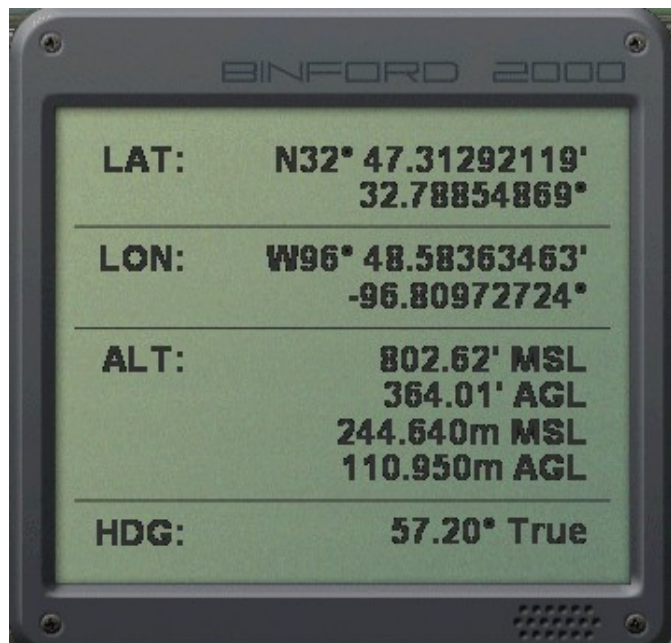 BINFORD 2000
LAT: N32° 47.31292119'
32.78854869°
LON: W96° 48.58363463'
-96.80972724°
ALT: 802.62' MSL
364.01' AGL
244.640m MSL
110.950m AGL
HDG: 57.20° True